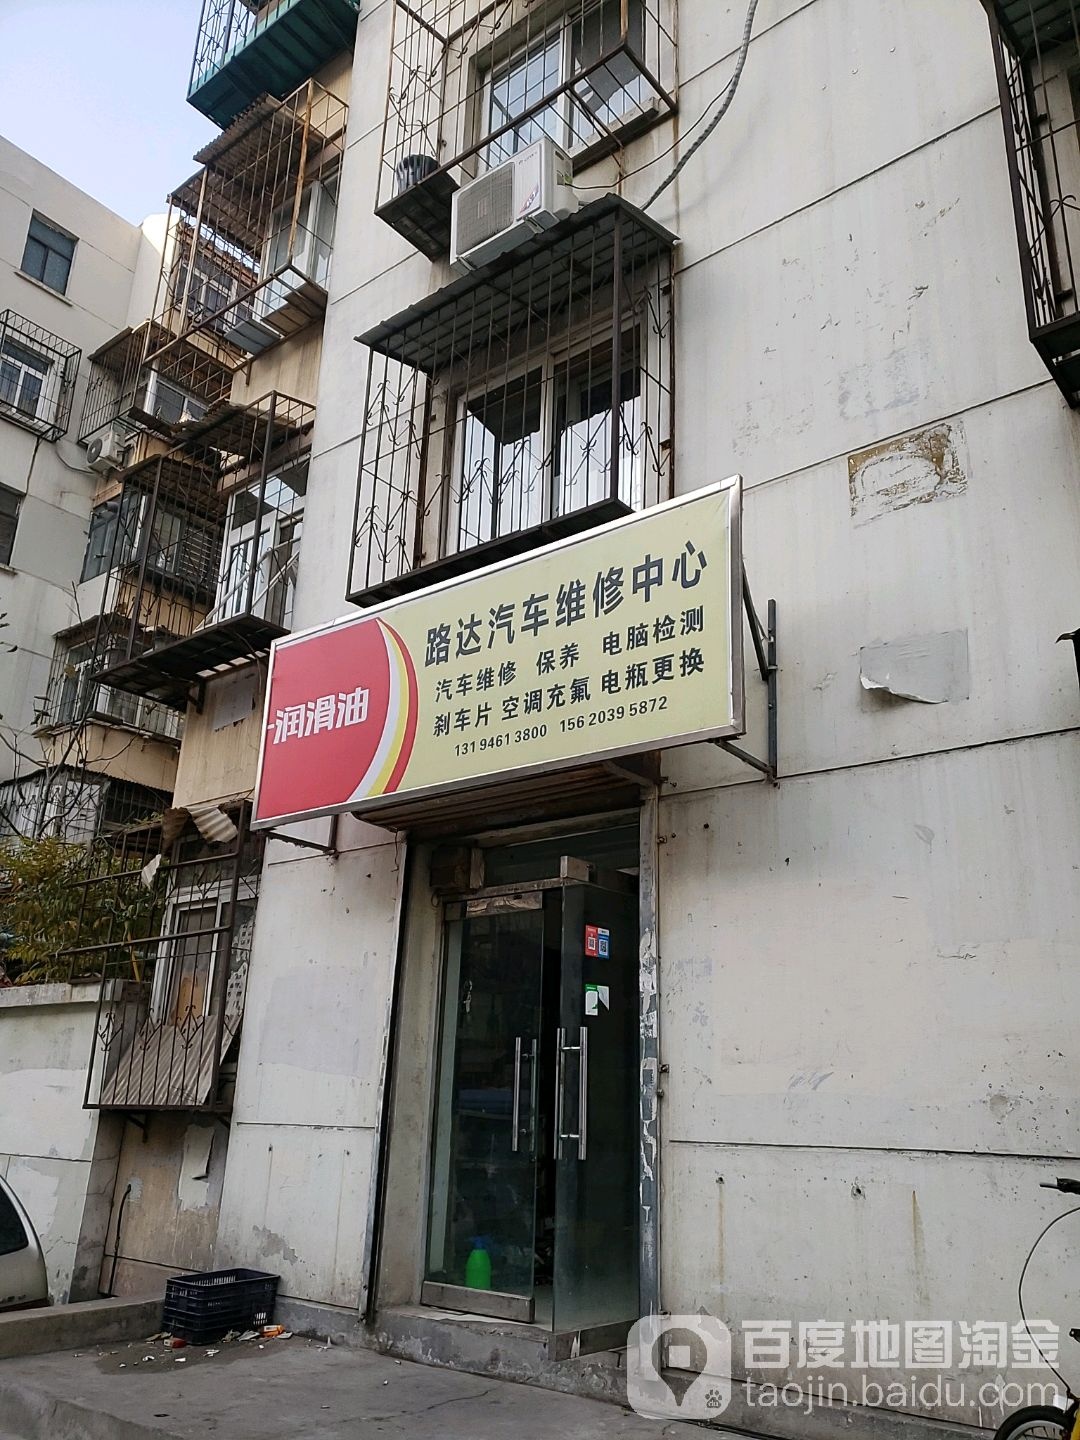 路达汽车维修中心
汽车维修 保养 电脑检测
刹车片 空调充氟 电瓶更换
131 9461 3800 156 2039 5872
润滑油
百度地图淘金
taojin.baidu.com